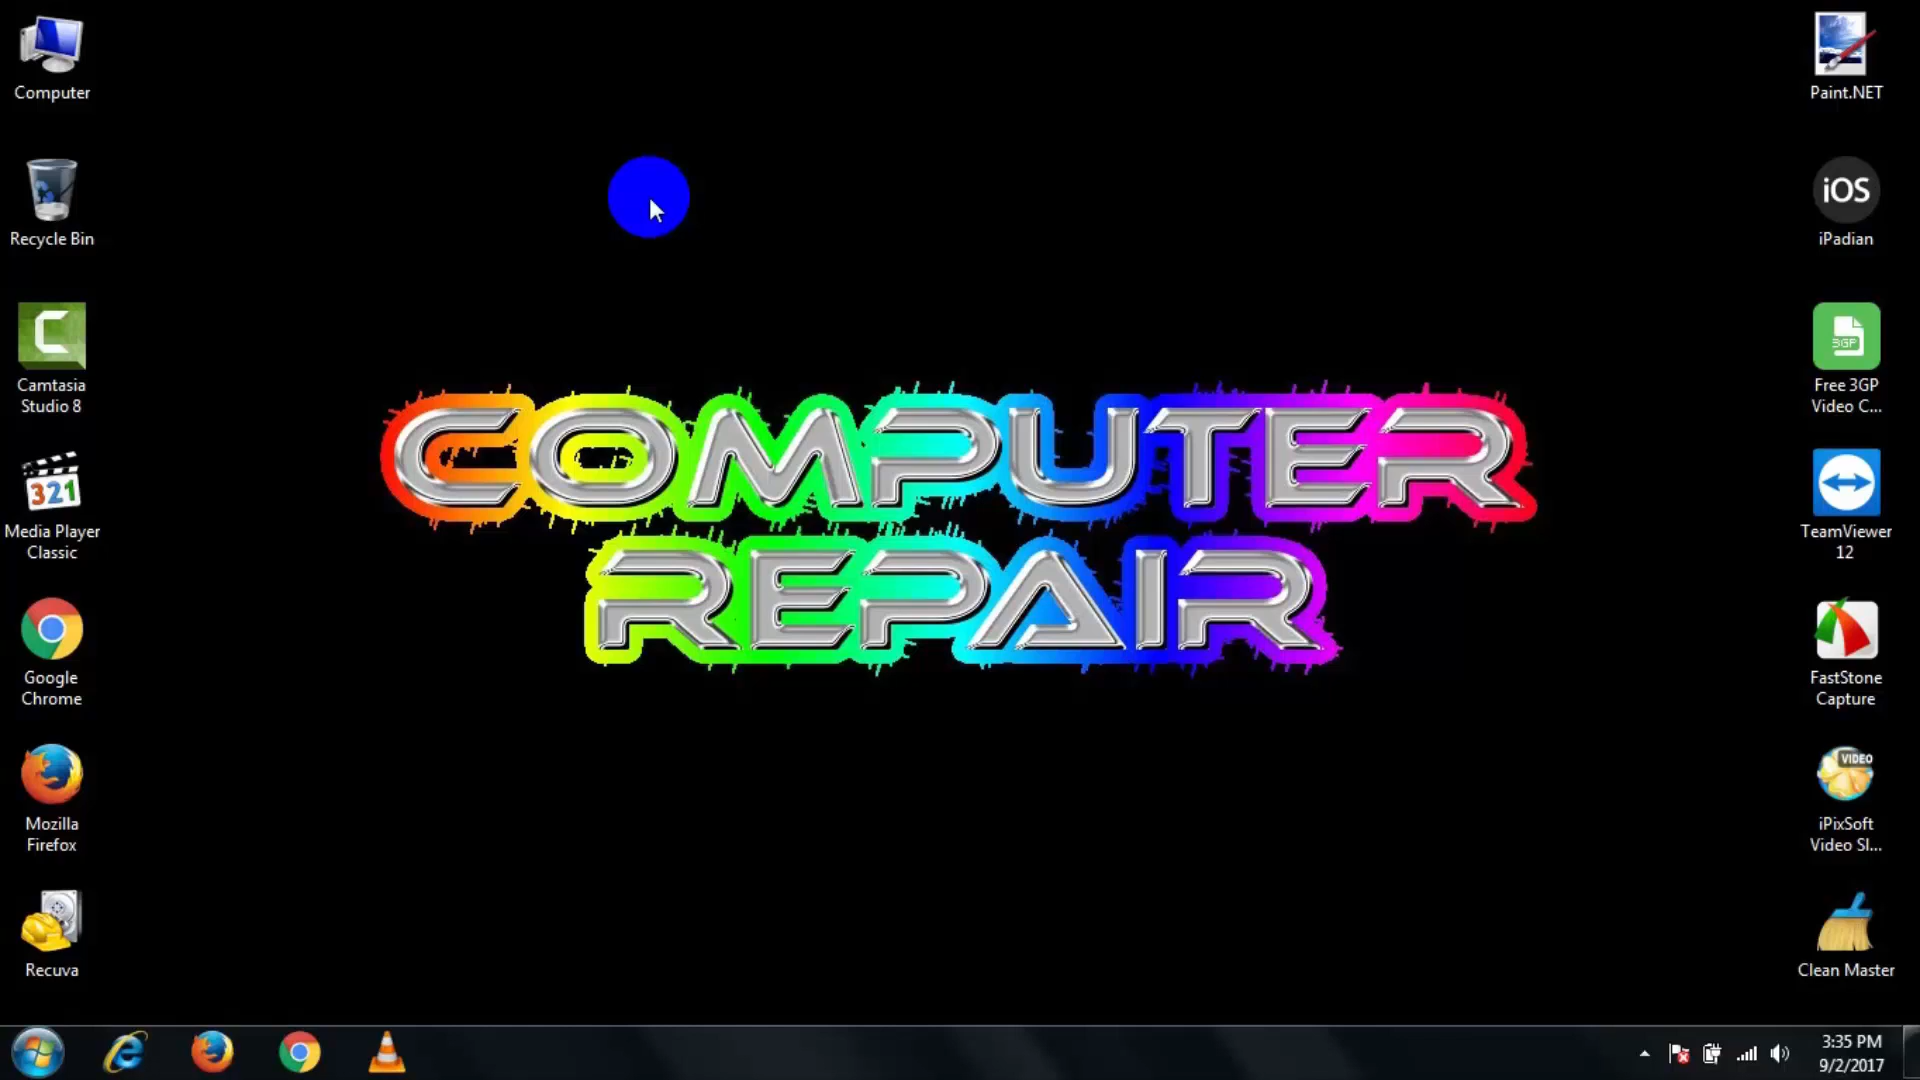 Computer
Recycle Bin
Camtasia
Studio 8
321
Media Player
Classic
Google
Chrome
Mozilla
Firefox
Recuva
COMPUTER
REPAIR
Paint.NET
iOS
iPadian
3GP
Free 3GP
Video C...
TeamViewer
12
FastStone
Capture
VIDEO
iPixSoft
Video Sl...
Clean Master
3:35 PM
9/2/2017